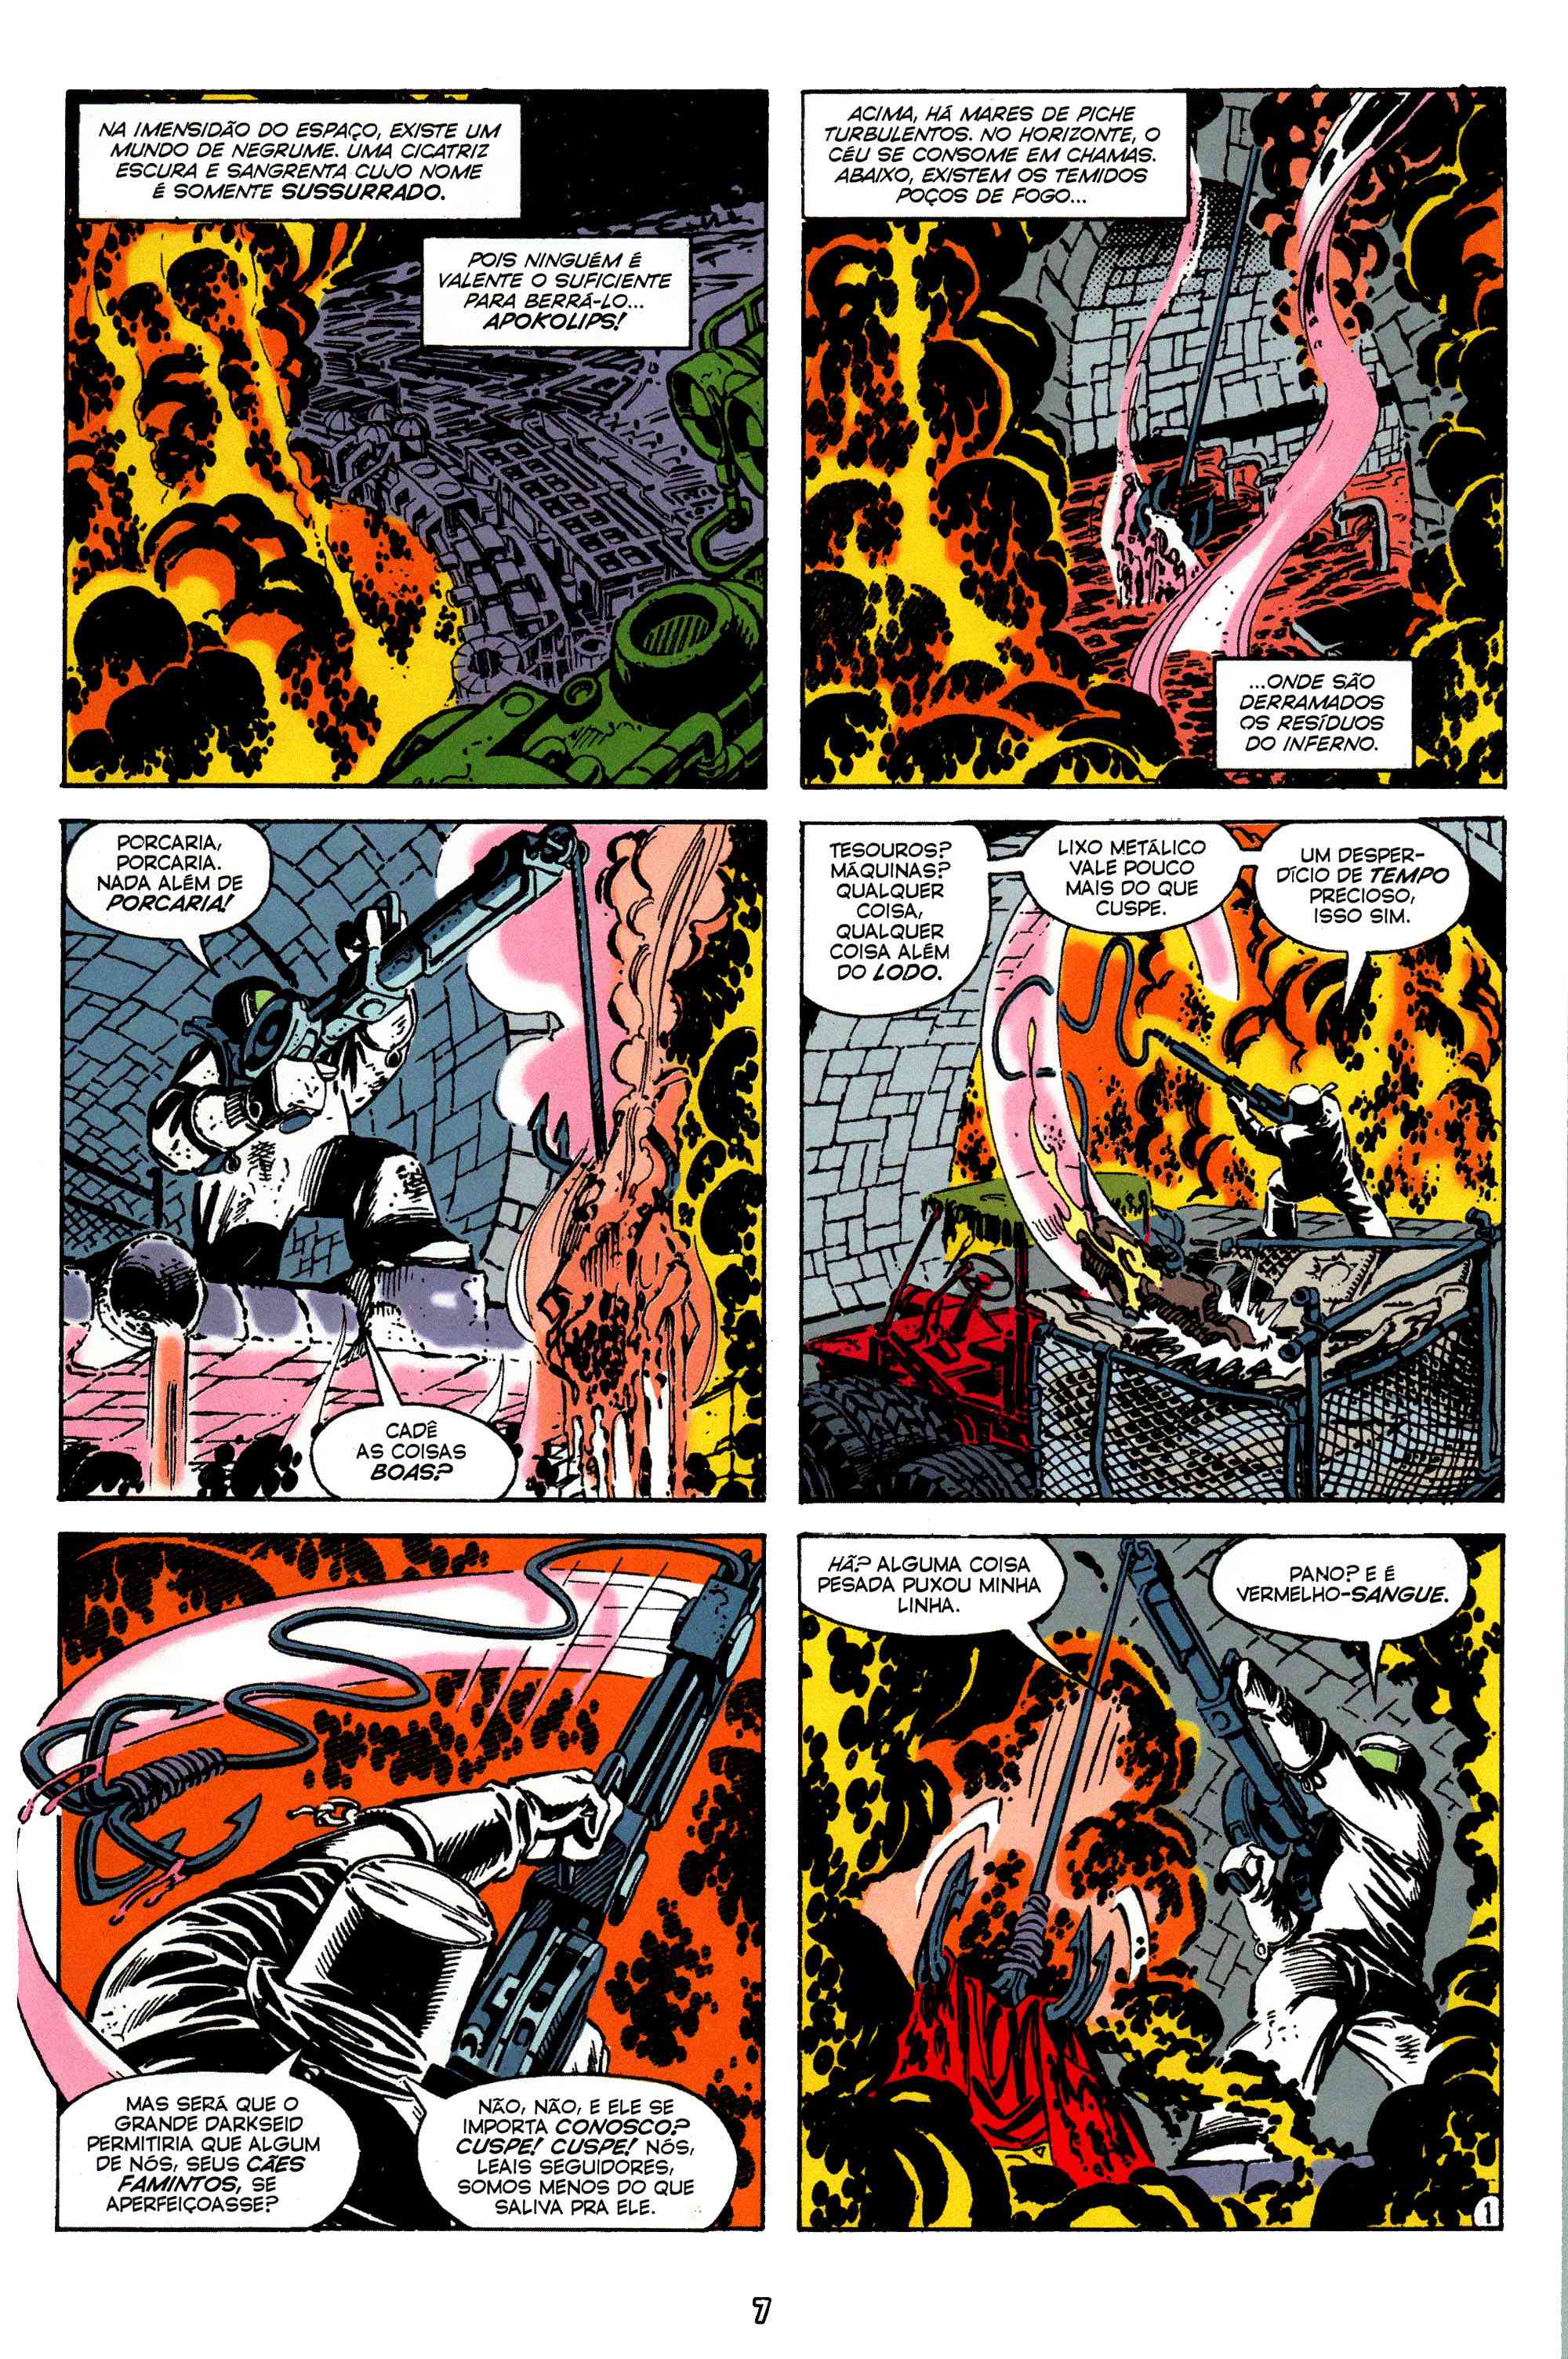 NA IMENSIDÃO DO ESPAÇO, EXISTE UM
MUNDO DE NEGRUME. UMA CICATRIZ
ESCURA E SANGRENTA CUJO NOME
É SOMENTE SUSSURRADO.
POIS NINGUÉM É
VALENTE O SUFICIENTE
PARA BERRÁ-LO...
APOKOLIPS!
ACIMA, HÁ MARES DE PICHE
TURBULENTOS. NO HORIZONTE, O
CÉU SE CONSOME EM CHAMAS.
ABAIXO, EXISTEM OS TEMIDOS
POÇOS DE FOGO...
...ONDE SÃO
DERRAMADOS
OS RESÍDUOS
DO INFERNO.
PORCARIA,
PORCARIA.
NADA ALÉM DE
PORCARIA!
CADÊ
AS COISAS
BOAS?
TESOUROS?
MÁQUINAS?
QUALQUER
COISA,
QUALQUER
COISA ALÉM
DO LODO.
LIXO METÁLICO
VALE POUCO
MAIS DO QUE
CUSPE.
UM DESPER-
DÍCIO DE TEMPO
PRECIOSO,
ISSO SIM.
MAS SERÁ QUE O
GRANDE DARKSEID
PERMITIRIA QUE ALGUM
DE NÓS, SEUS CÃES
FAMINTOS, SE
APERFEIÇOASSE?
NÃO, NÃO, E ELE SE
IMPORTA CONOSCO?
CUSPE! CUSPE! NÓS,
LEAIS SEGUIDORES,
SOMOS MENOS DO QUE
SALIVA PRA ELE.
HÃ? ALGUMA COISA
PESADA PUXOU MINHA
LINHA.
PANO? E É
VERMELHO-SANGUE.
1
7